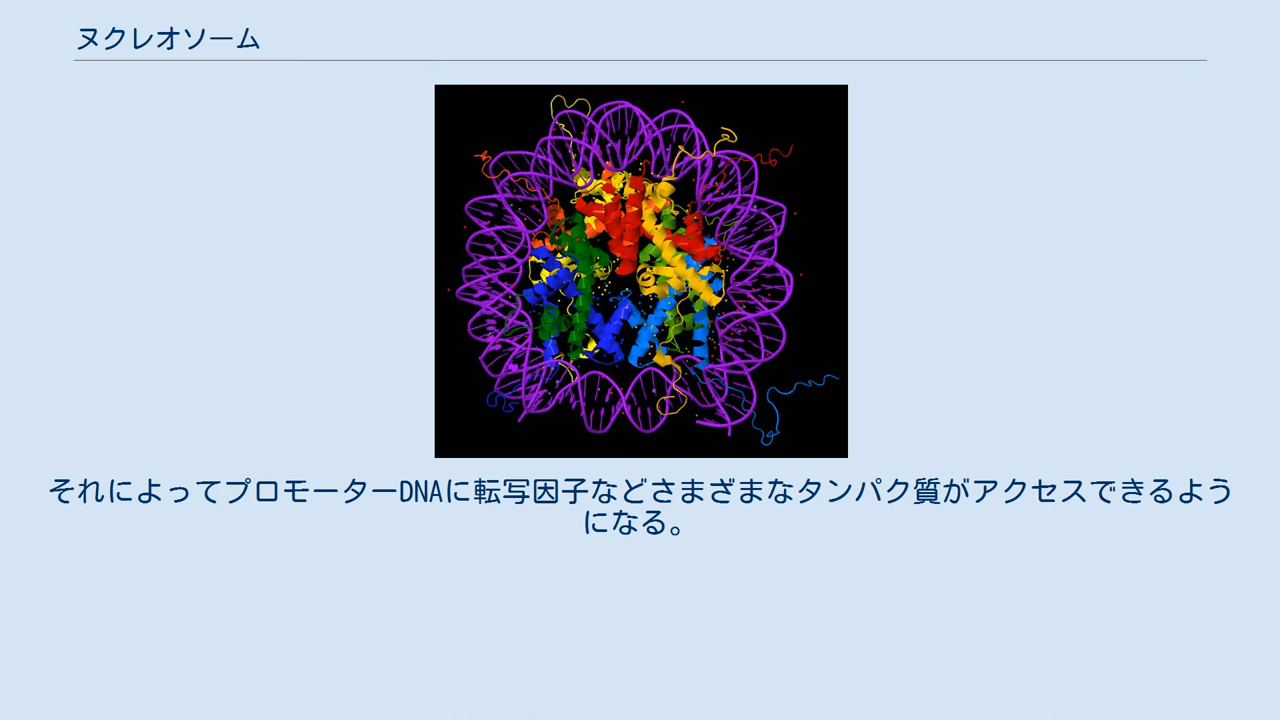 ヌクレオソーム
それによってプロモーターDNAに転写因子などさまざまなタンパク質がアクセスできるよう
になる。